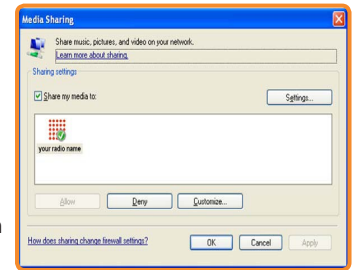 Media Sharing
Share music, pictures, and video on your network.
Learn more about sharing.
Sharing settings
Share my media to:
Settings...
your radio name
Allow
Deny
Customize...
How does sharing change firewall settings?
OK
Cancel
Apply